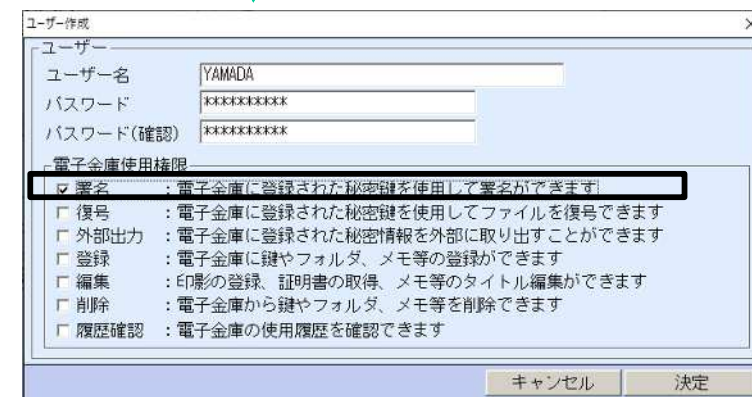 ユーザー作成
ユーザー
ユーザー名 YAMADA
パスワード **********
パスワード(確認) **********
電子金庫使用権限
署名 ：電子金庫に登録された秘密鍵を使用して署名ができます
復号 ：電子金庫に登録された秘密鍵を使用してファイルを復号できます
外部出力 ：電子金庫に登録された秘密情報を外部に取り出すことができます
登録 ：電子金庫に鍵やフォルダ、メモ等の登録ができます
編集 ：印影の登録、証明書の取得、メモ等のタイトル編集ができます
削除 ：電子金庫から鍵やフォルダ、メモ等を削除できます
履歴確認 ：電子金庫の使用履歴を確認できます
キャンセル 決定